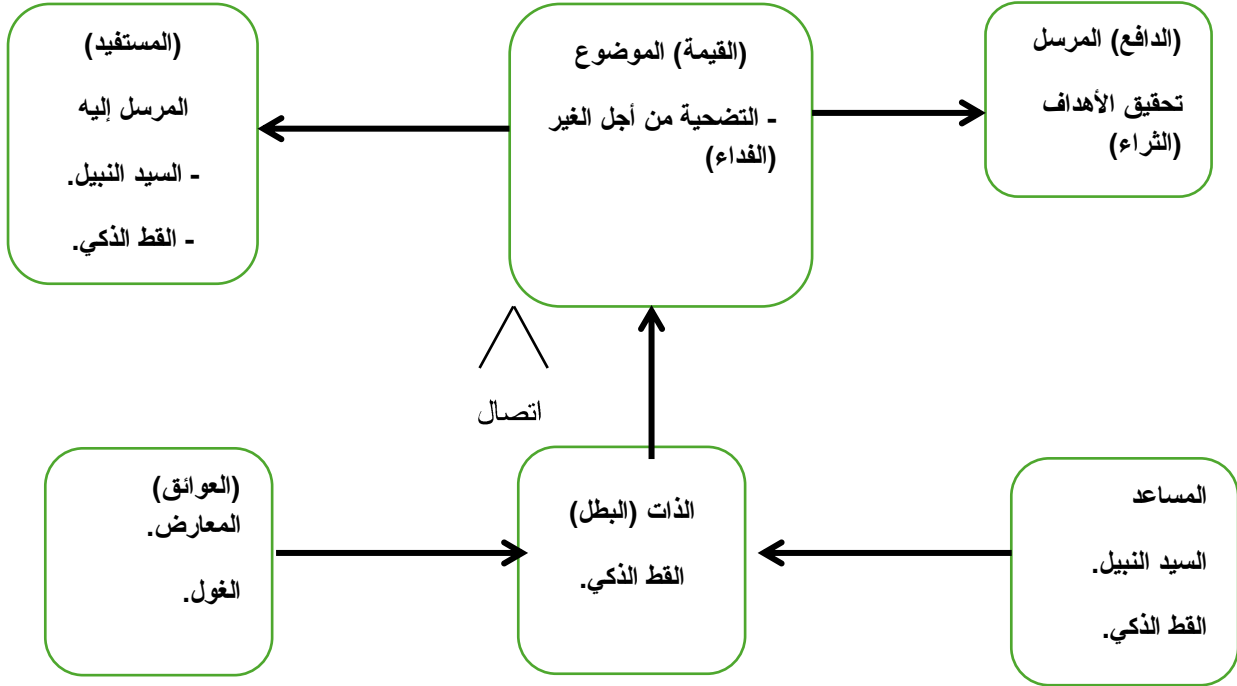 (الدافع) المرسل
تحقيق الأهداف
(الثراء)
(القيمة) الموضوع
- التضحية من أجل الغير
(الفداء)
(المستفيد)
المرسل إليه
- السيد النبيل.
- القط الذكي.
اتصال
المساعد
السيد النبيل.
القط الذكي.
الذات (البطل)
القط الذكي.
(العوائق)
المعارض.
الغول.